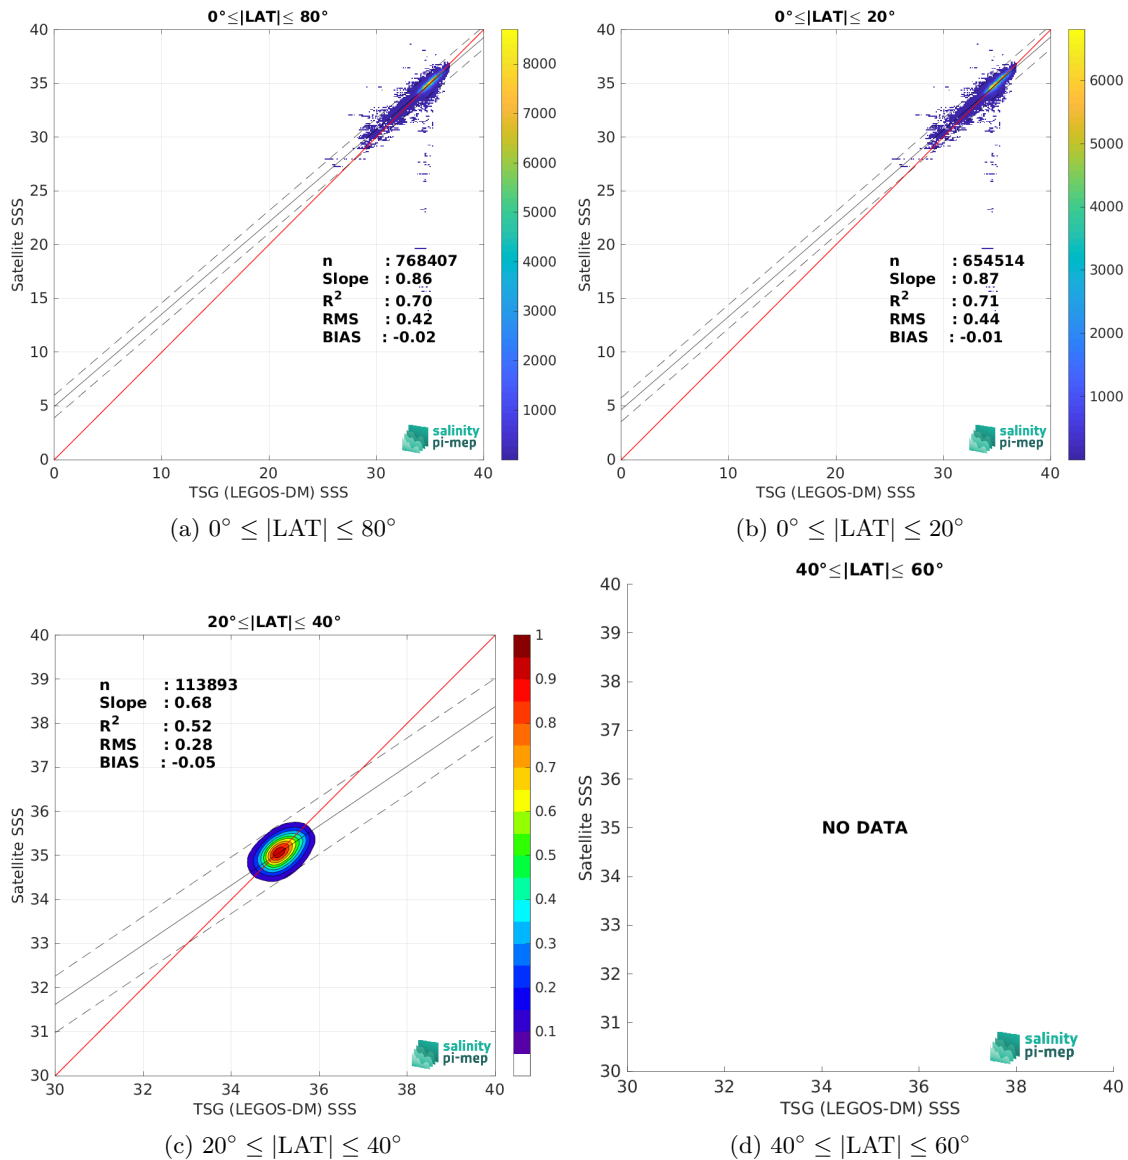 0°≤|LAT|≤ 80°
40
35
30
25
20
15
10
5
0
Satellite SSS
n : 768407
Slope : 0.86
R² : 0.70
RMS : 0.42
BIAS : -0.02
salinity
pi-mep
0 10 20 30 40
TSG (LEGOS-DM) SSS
8000
7000
6000
5000
4000
3000
2000
1000
(a) 0° ≤ |LAT| ≤ 80°
0°≤|LAT|≤ 20°
40
35
30
25
20
15
10
5
0
Satellite SSS
n : 654514
Slope : 0.87
R² : 0.71
RMS : 0.44
BIAS : -0.01
salinity
pi-mep
0 10 20 30 40
TSG (LEGOS-DM) SSS
6000
5000
4000
3000
2000
1000
(b) 0° ≤ |LAT| ≤ 20°
20°≤|LAT|≤ 40°
40
39
38
37
36
35
34
33
32
31
30
Satellite SSS
n : 113893
Slope : 0.68
R² : 0.52
RMS : 0.28
BIAS : -0.05
salinity
pi-mep
30 32 34 36 38 40
TSG (LEGOS-DM) SSS
1
0.9
0.8
0.7
0.6
0.5
0.4
0.3
0.2
0.1
(c) 20° ≤ |LAT| ≤ 40°
40°≤|LAT|≤ 60°
40
39
38
37
36
35
34
33
32
31
30
Satellite SSS
NO DATA
salinity
pi-mep
30 32 34 36 38 40
TSG (LEGOS-DM) SSS
(d) 40° ≤ |LAT| ≤ 60°